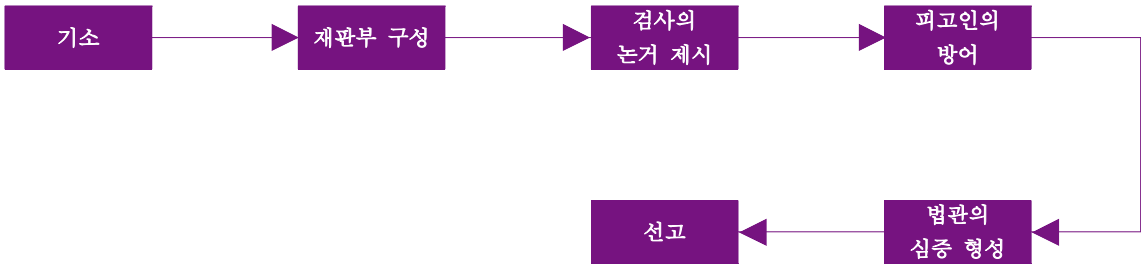 기소
재판부 구성
검사의
논거 제시
피고인의
방어
법관의
심증 형성
선고